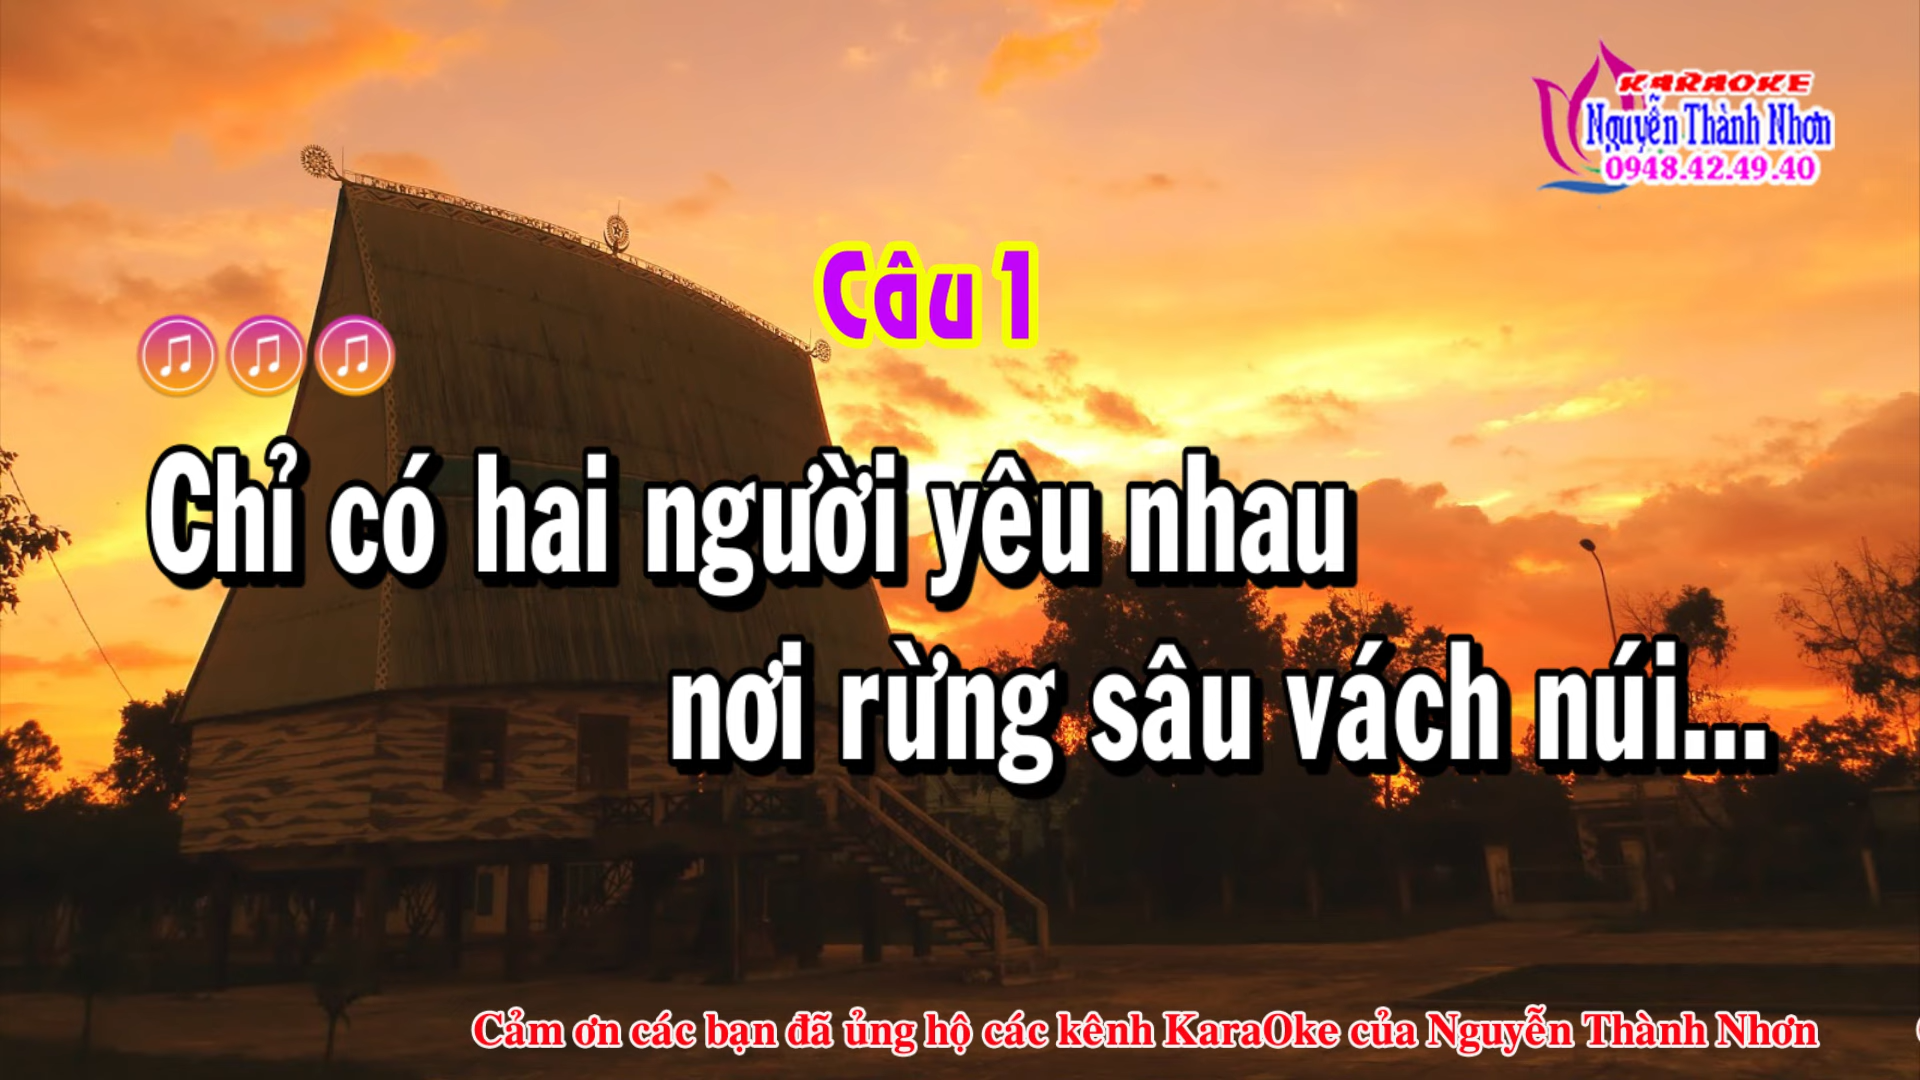 KARAOKE
Nguyễn Thành Nhơn
0948.42.49.40
Câu 1
Chỉ có hai người yêu nhau
nơi rừng sâu vách núi...
Cảm ơn các bạn đã ủng hộ các kênh KaraOke của Nguyễn Thành Nhơn